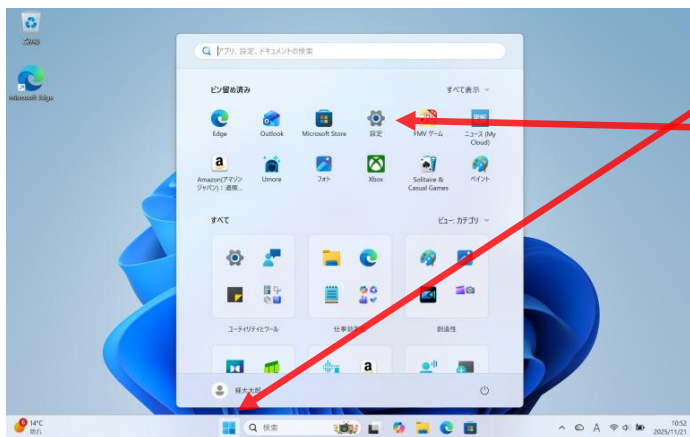 ごみ箱
Microsoft Edge
アプリ、設定、ドキュメントの検索
ピン留め済み
すべて表示
Edge
Outlook
Microsoft Store
設定
FMV ゲーム
ニュース (My
Cloud)
Amazon(アマゾン
ジャパン)：通販...
Umore
フォト
Xbox
Solitaire &
Casual Games
ペイント
すべて
ビュー: カテゴリ
ユーティリティとツール
仕事効
創造性
14°C
晴れ
検索
10:52
2025/11/21